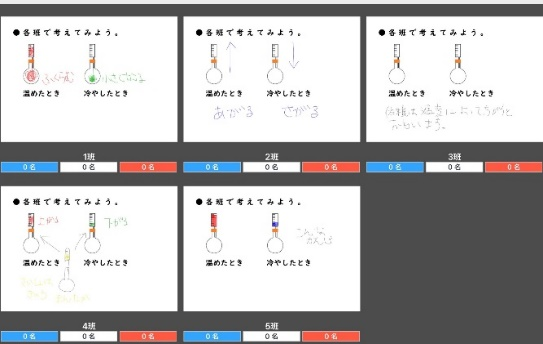 ●各班で考えてみよう。
温めたとき 冷やしたとき
1班
0名 0名 0名
●各班で考えてみよう。
あがる さがる
温めたとき 冷やしたとき
2班
0名 0名 0名
●各班で考えてみよう。
温めたとき 冷やしたとき
3班
0名 0名 0名
●各班で考えてみよう。
上がる 下がる
温めたとき 冷やしたとき
4班
0名 0名 0名
●各班で考えてみよう。
温めたとき 冷やしたとき
こんな
かんじ
5班
0名 0名 0名